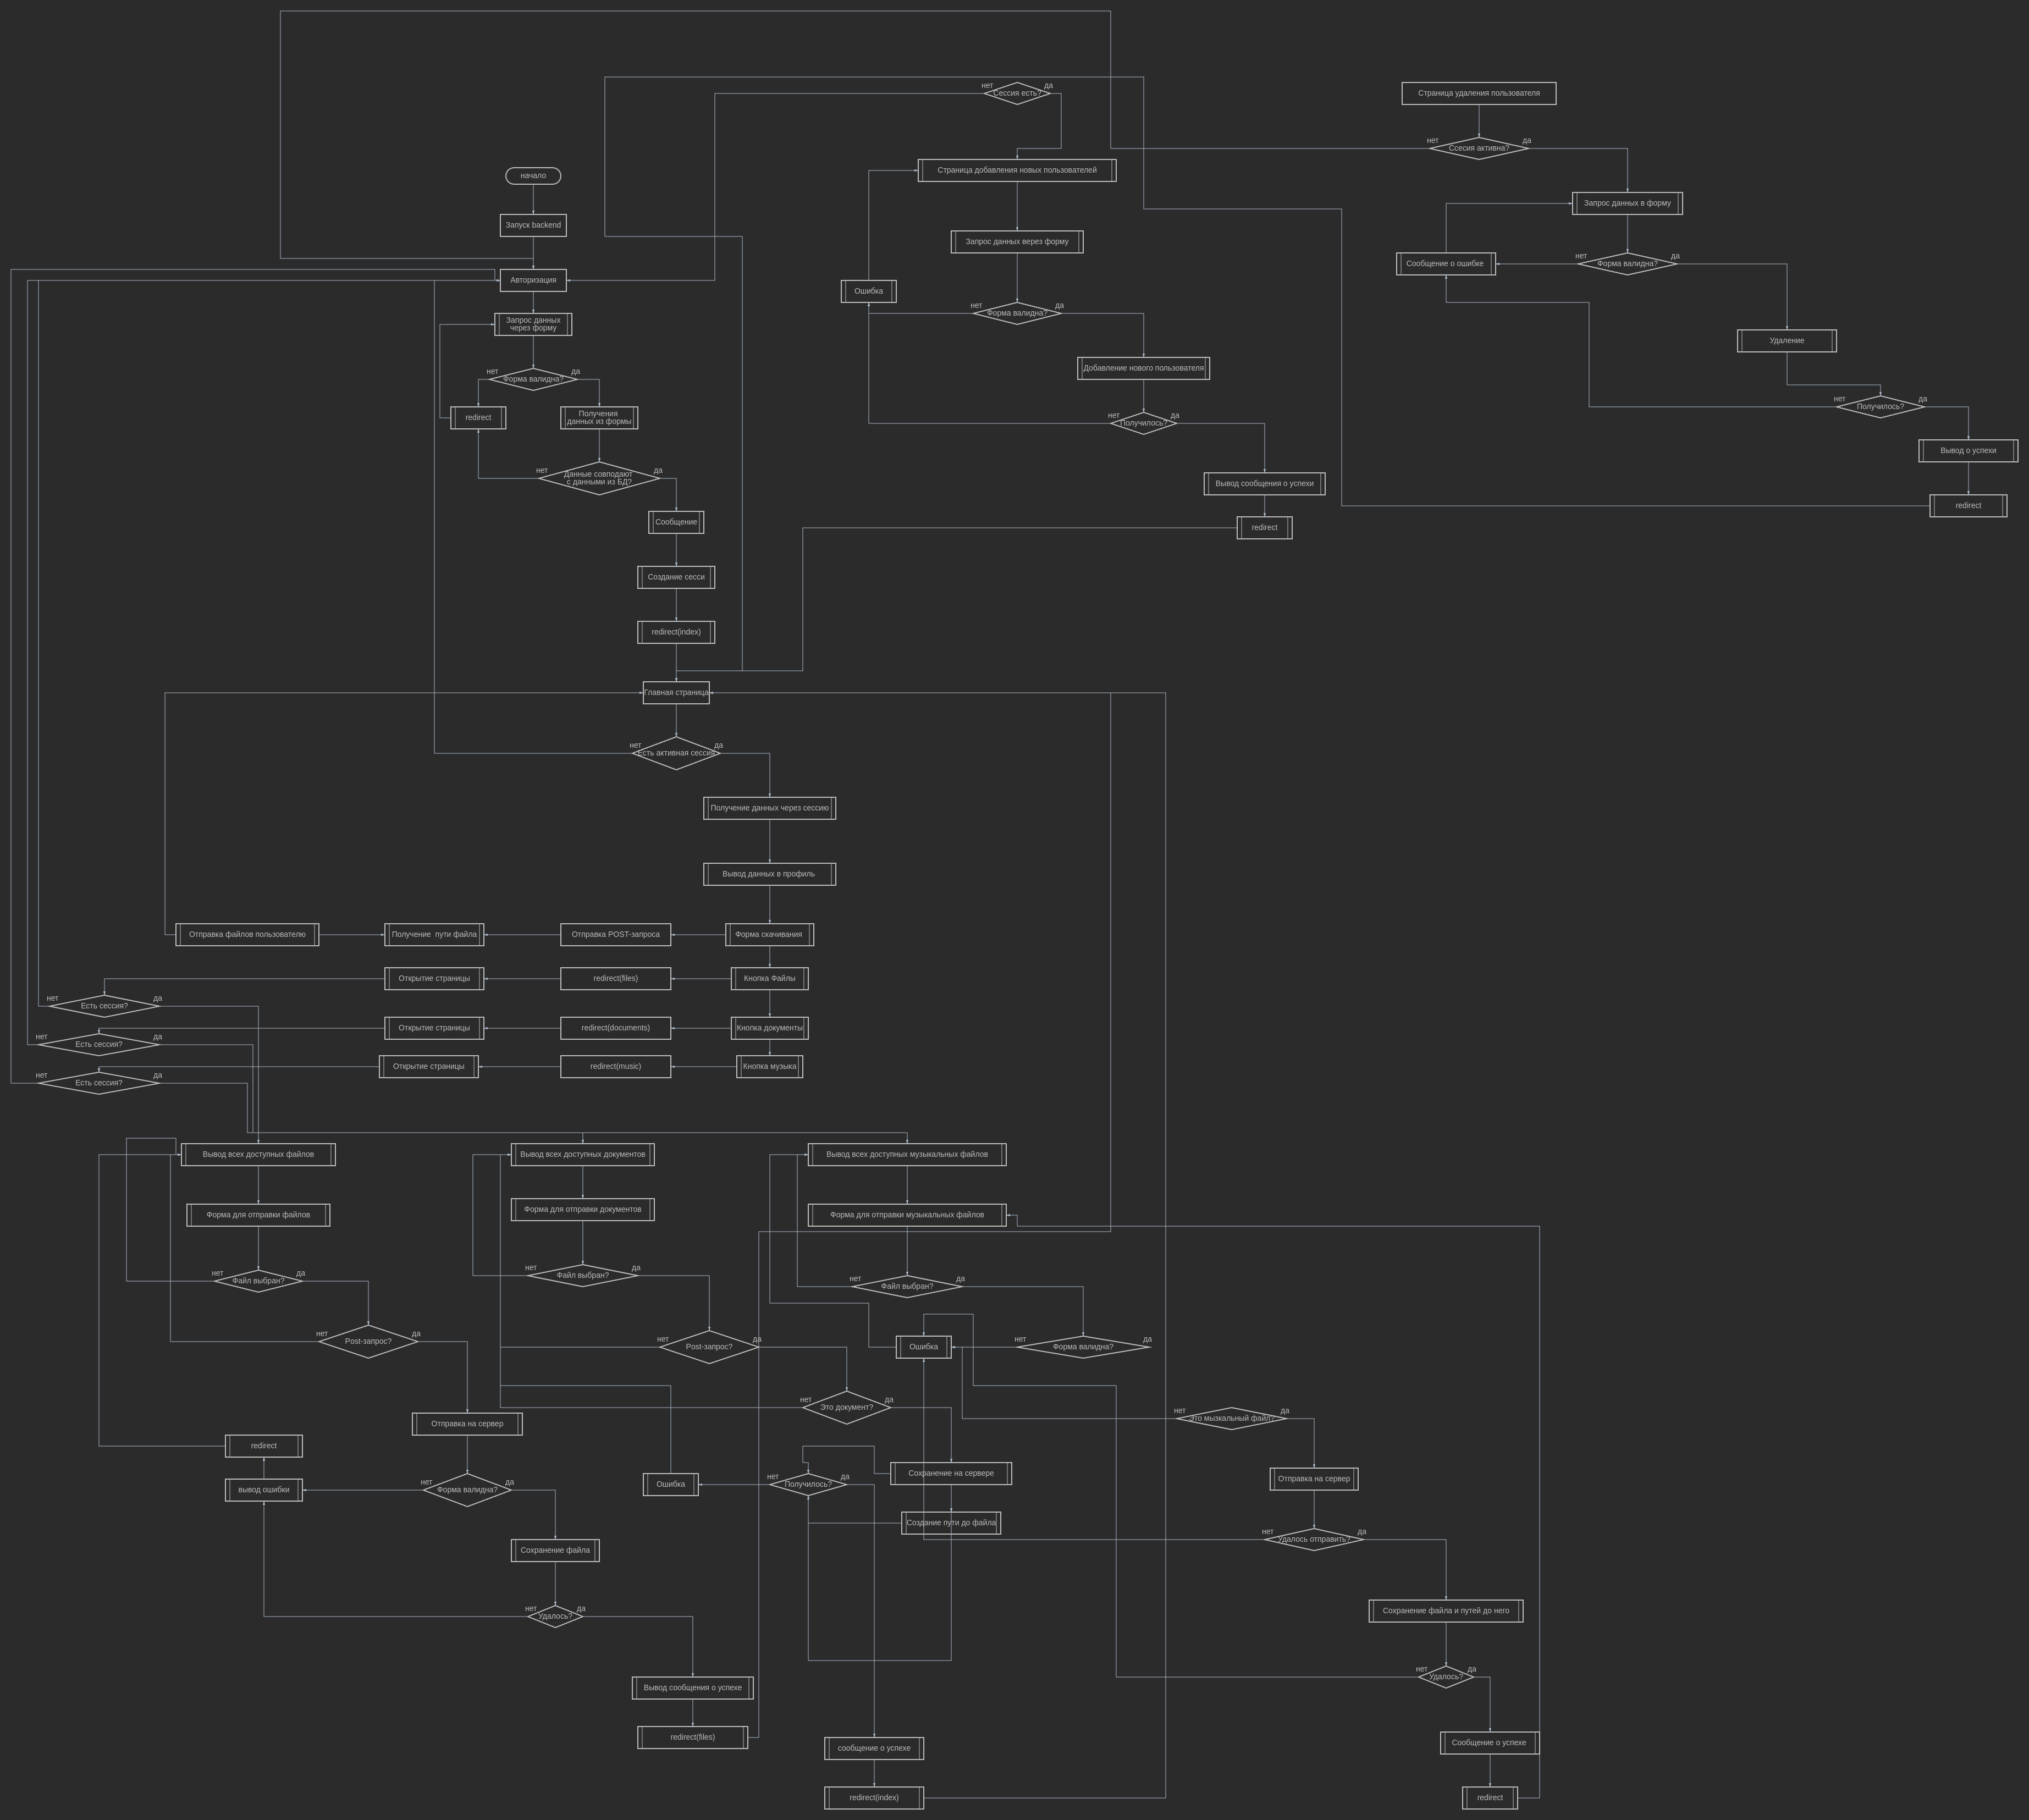 нет
да
Сессия есть?
Страница удаления пользователя
нет
да
Ссесия активна?
Страница добавления новых пользователей
начало
Запрос данных в форму
Запуск backend
Запрос данных верез форму
нет
да
Сообщение о ошибке
Форма валидна?
Авторизация
Ошибка
нет
да
Форма валидна?
Запрос данных
через форму
Удаление
нет
да
Форма валидна?
Добавление нового пользователя
нет
да
Получилось?
redirect
Получения
данных из формы
нет
да
Получилось?
Вывод о успехи
нет
да
Данные совподают
с данными из БД?
Вывод сообщения о успехи
redirect
Сообщение
redirect
Создание сесси
redirect(index)
Главная страница
нет
да
Есть активная сессия
Получение данных через сессию
Вывод данных в профиль
Отправка файлов пользователю
Получение  пути файла
Отправка POST-запроса
Форма скачивания
Открытие страницы
redirect(files)
Кнопка Файлы
нет
да
Есть сессия?
Открытие страницы
redirect(documents)
Кнопка документы
нет
да
Есть сессия?
Открытие страницы
redirect(music)
Кнопка музыка
нет
да
Есть сессия?
Вывод всех доступных файлов
Вывод всех доступных документов
Вывод всех доступных музыкальных файлов
Форма для отправки файлов
Форма для отправки документов
Форма для отправки музыкальных файлов
нет
да
Файл выбран?
нет
да
Файл выбран?
нет
да
Файл выбран?
нет
да
Post-запрос?
нет
да
Post-запрос?
Ошибка
нет
да
Форма валидна?
нет
да
Это документ?
нет
да
Это мызкальный файл?
Отправка на сервер
redirect
вывод ошибки
нет
да
Форма валидна?
Ошибка
нет
да
Получилось?
Сохранение на сервере
Отправка на сервер
Создание пути до файла
нет
да
Удалось отправить?
Сохранение файла
нет
да
Удалось?
Сохранение файла и путей до него
нет
да
Удалось?
Вывод сообщения о успехе
redirect(files)
сообщение о успехе
Сообщение о успехе
redirect(index)
redirect